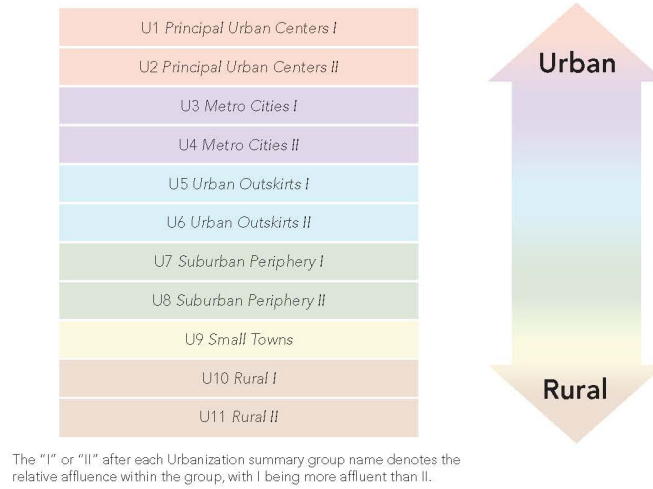 U1 Principal Urban Centers I
U2 Principal Urban Centers II
U3 Metro Cities I
U4 Metro Cities II
U5 Urban Outskirts I
U6 Urban Outskirts II
U7 Suburban Periphery I
U8 Suburban Periphery II
U9 Small Towns
U10 Rural I
U11 Rural II
Urban
Rural
The "I" or "II" after each Urbanization summary group name denotes the
relative affluence within the group, with I being more affluent than II.